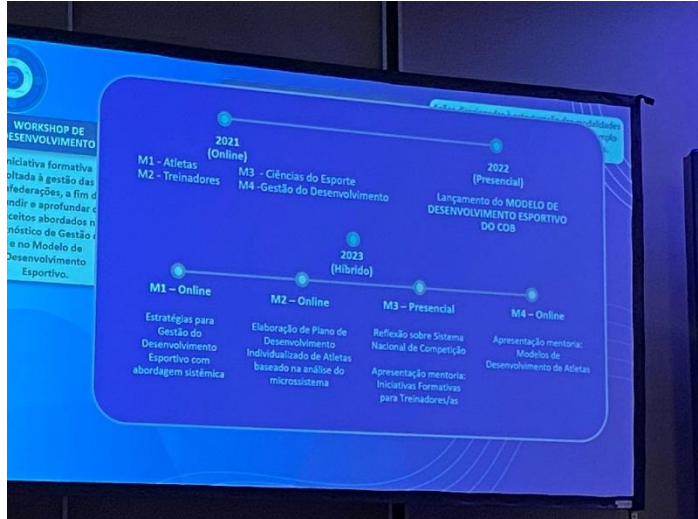 WORKSHOP DE
DESENVOLVIMENTO
Iniciativa formativa
voltada à gestão das
federações, a fim d
undir e aprofundar
ceitos abordados n
gnóstico de Gestão
e no Modelo de
Desenvolvimento
Esportivo.
modalidades
2021
(Online)
M1 - Atletas
M2 - Treinadores
M3 - Ciências do Esporte
M4 -Gestão do Desenvolvimento
2022
(Presencial)
Lançamento do MODELO DE
DESENVOLVIMENTO ESPORTIVO
DO COB
2023
(Híbrido)
M1 – Online
Estratégias para
Gestão do
Desenvolvimento
Esportivo com
abordagem sistêmica
M2 – Online
Elaboração de Plano de
Desenvolvimento
Individualizado de Atletas
baseado na análise do
microssistema
M3 – Presencial
Reflexão sobre Sistema
Nacional de Competição
Apresentação mentoria:
Iniciativas Formativas
para Treinadores/as
M4 – Online
Apresentação mentoria:
Modelos de
Desenvolvimento de Atletas